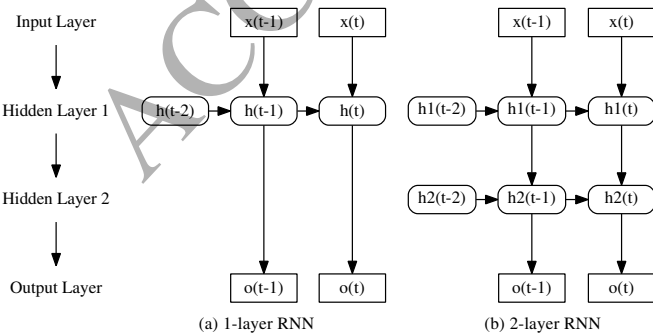 Input Layer x(t-1) x(t) x(t-1) x(t)
Hidden Layer 1 h(t-2) h(t-1) h(t) h1(t-2) h1(t-1) h1(t)
Hidden Layer 2 h2(t-2) h2(t-1) h2(t)
Output Layer o(t-1) o(t) o(t-1) o(t)
(a) 1-layer RNN (b) 2-layer RNN